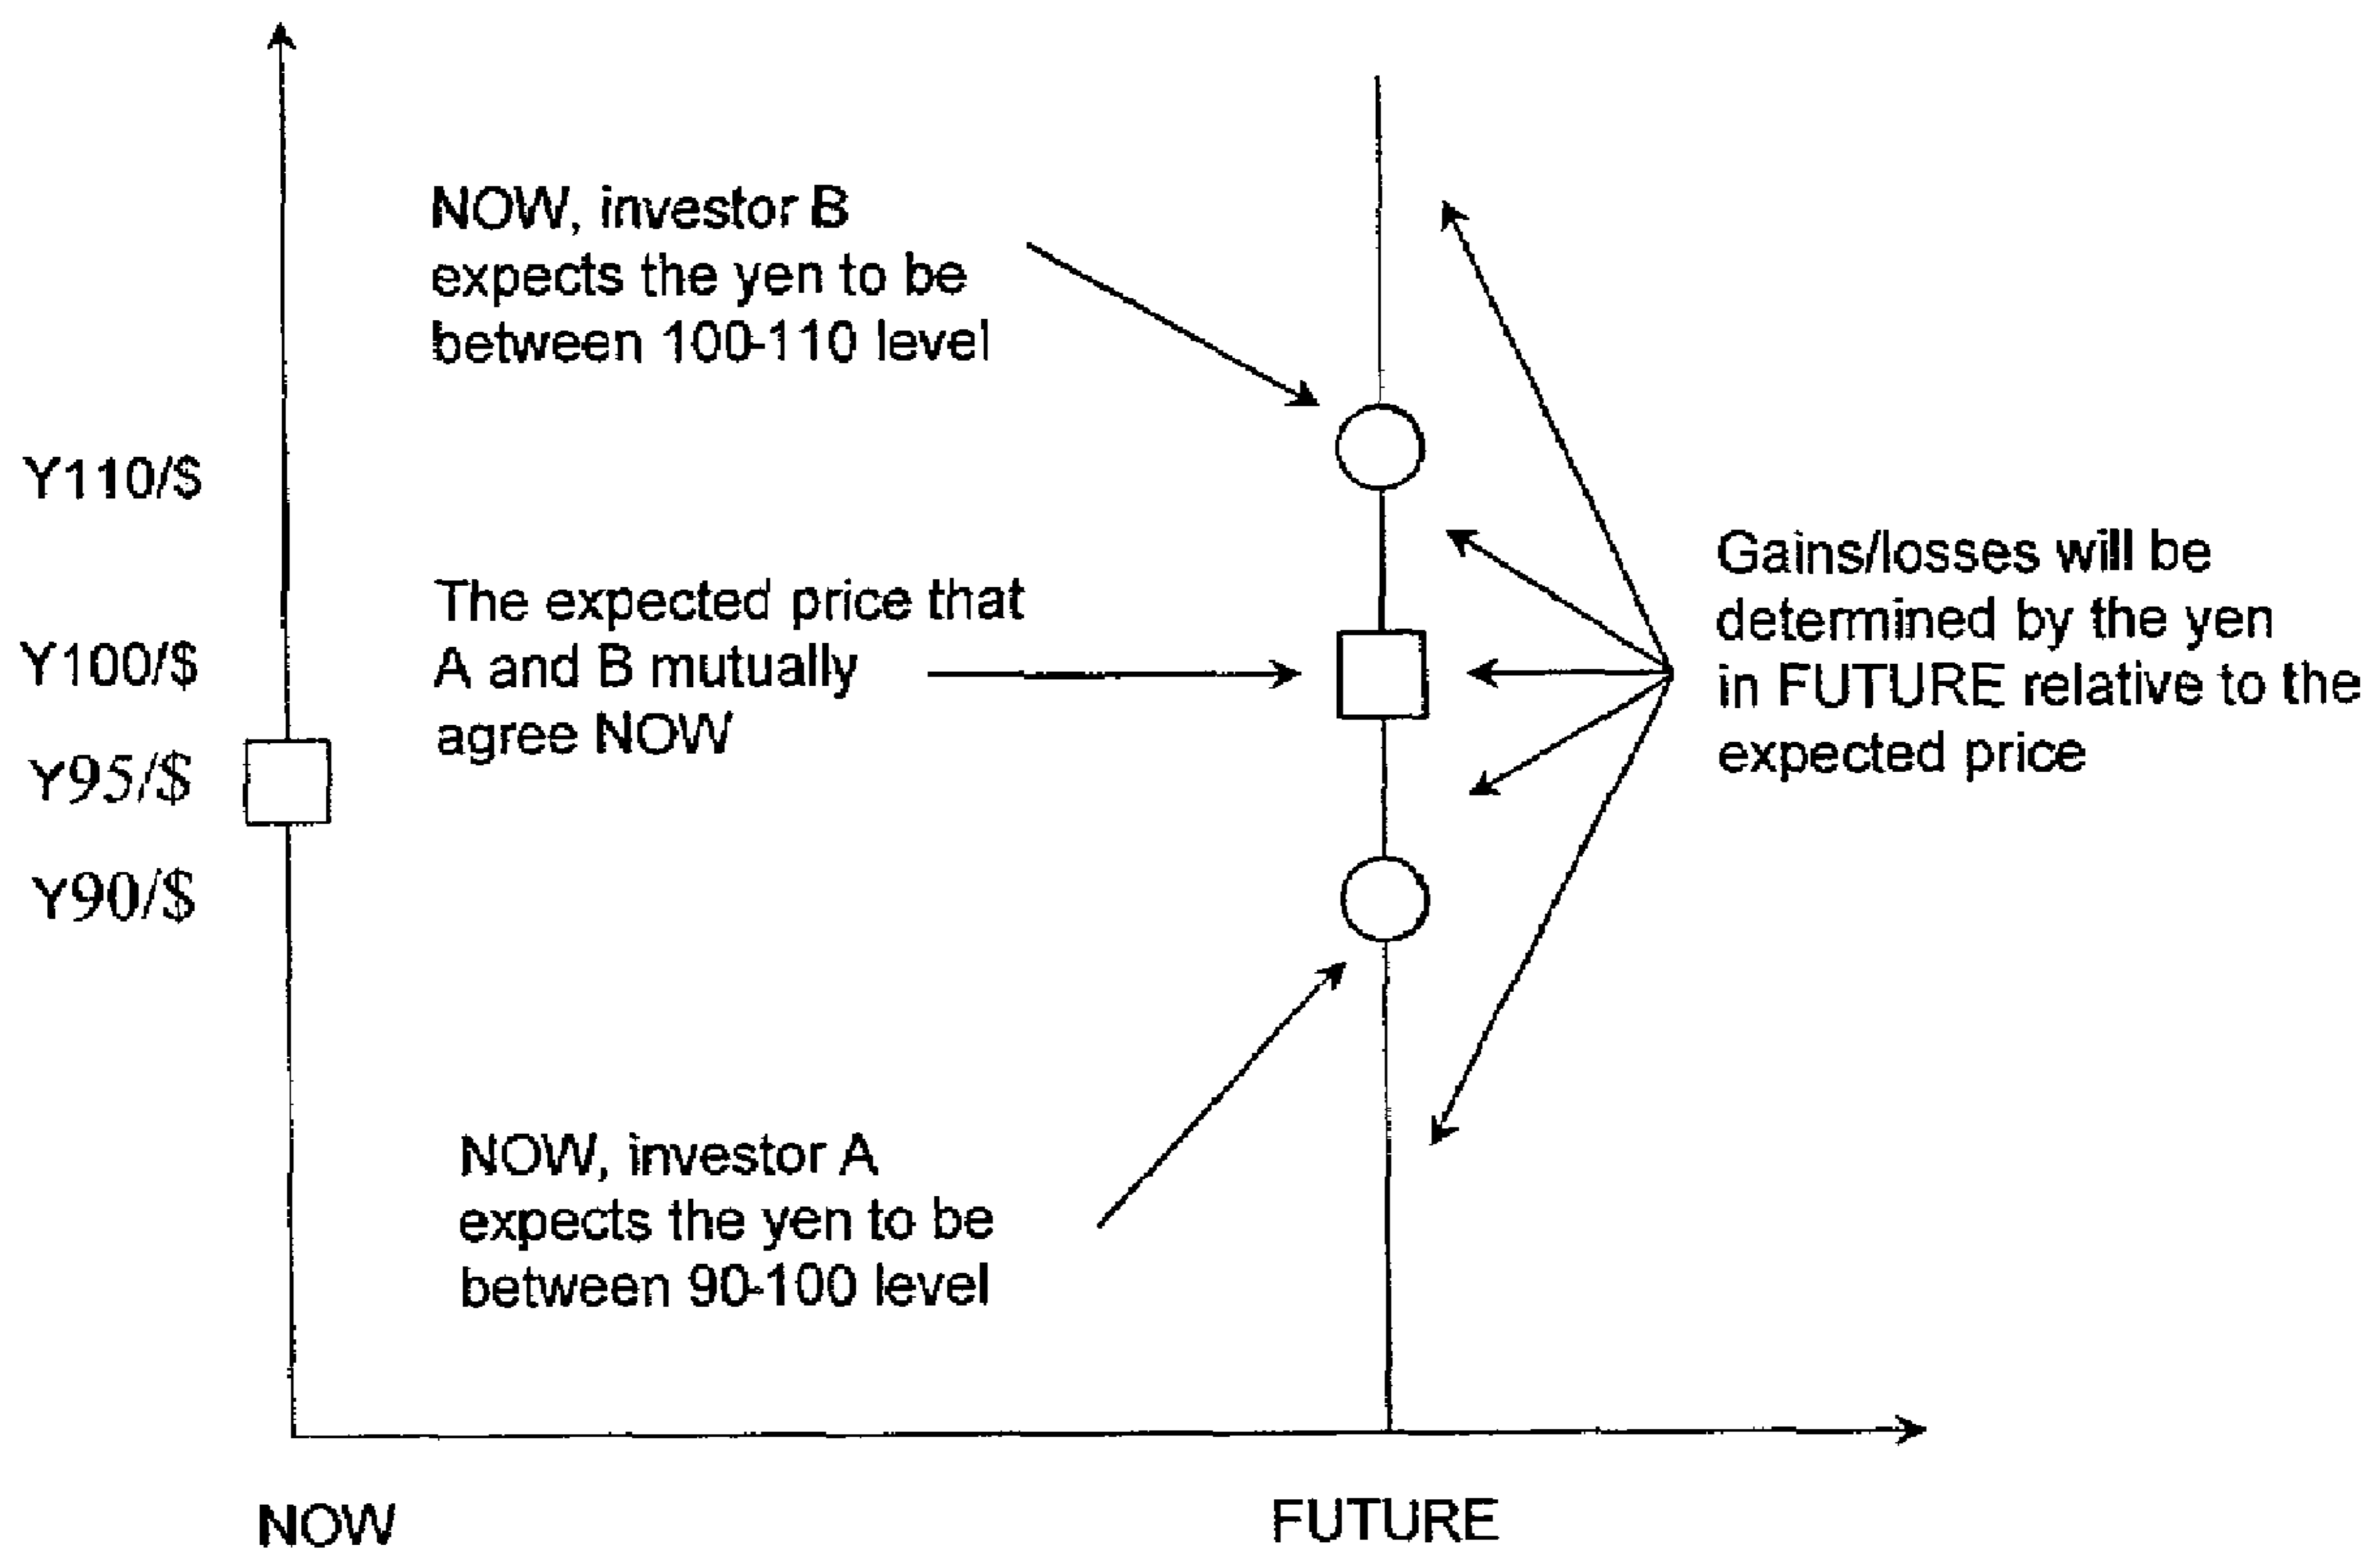 NOW, investor B
expects the yen to be
between 100-110 level
Y110/$
The expected price that
A and B mutually
agree NOW
Y100/$
Y95/$
Y90/$
Gains/losses will be
determined by the yen
in FUTURE relative to the
expected price
NOW, investor A
expects the yen to be
between 90-100 level
NOW
FUTURE